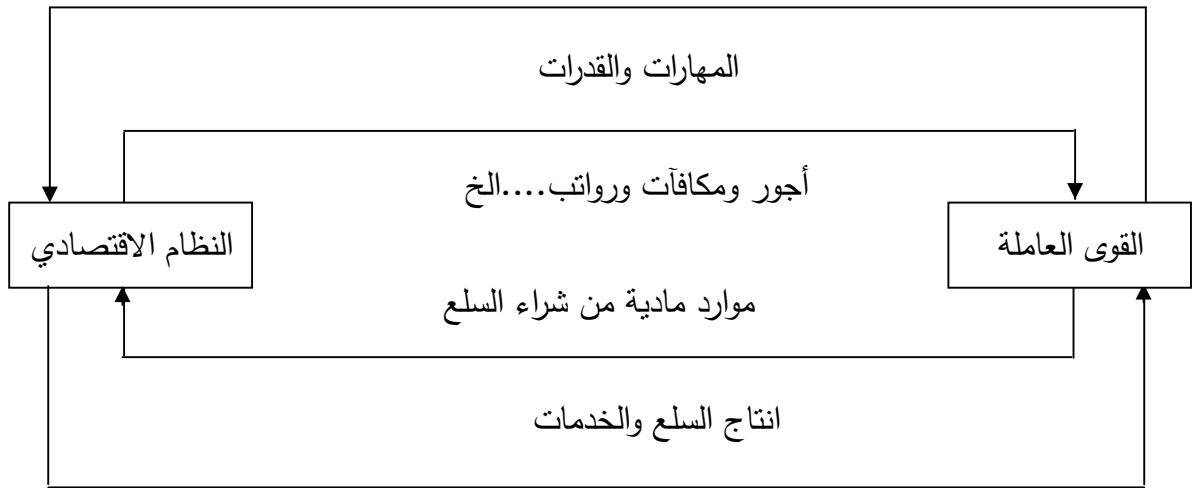 المهارات والقدرات
أجور ومكافآت ورواتب....الخ
القوى العاملة
النظام الاقتصادي
موارد مادية من شراء السلع
انتاج السلع والخدمات